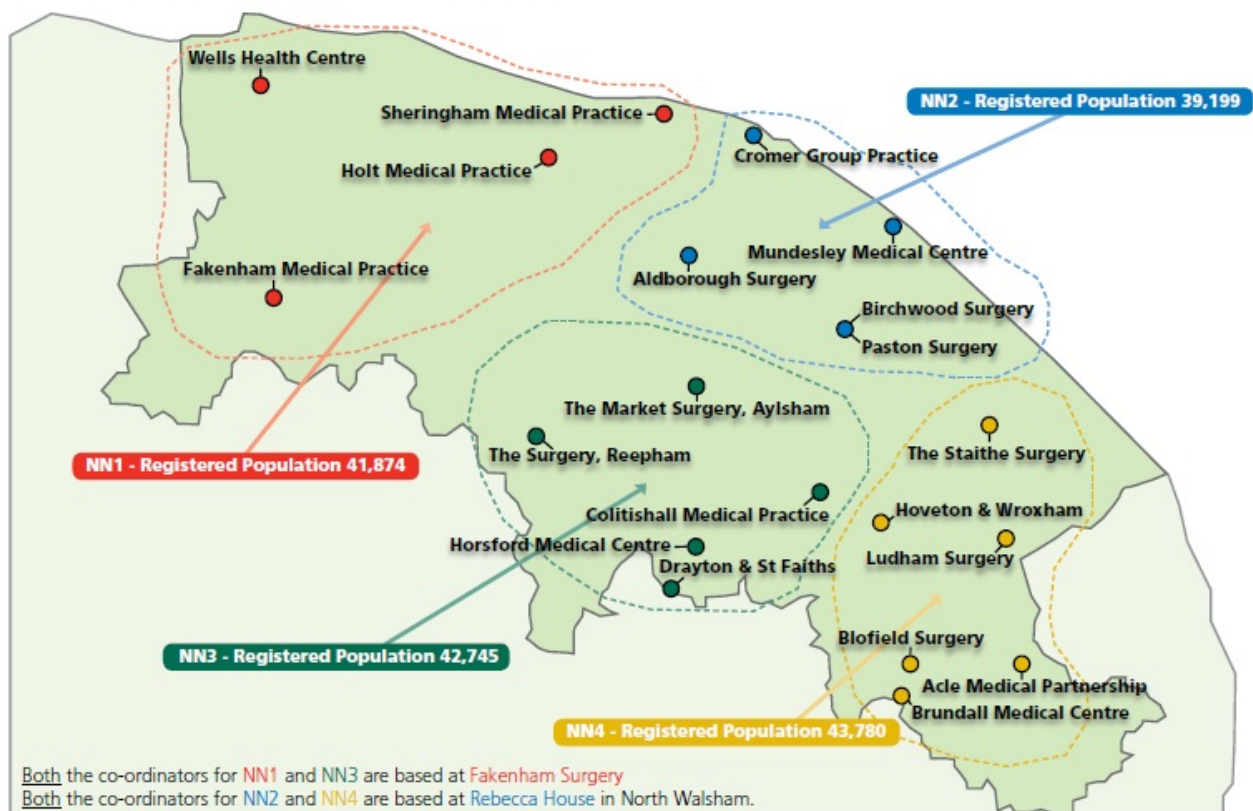 Wells Health Centre
Sheringham Medical Practice
Holt Medical Practice
Fakenham Medical Practice
NN2 - Registered Population 39,199
Cromer Group Practice
Mundesley Medical Centre
Aldborough Surgery
Birchwood Surgery
Paston Surgery
The Market Surgery, Aylsham
The Surgery, Reepham
NN1 - Registered Population 41,874
Colitishall Medical Practice
Horsford Medical Centre
Drayton & St Faiths
NN3 - Registered Population 42,745
The Staithe Surgery
Hoveton & Wroxham
Ludham Surgery
Blofield Surgery
Acle Medical Partnership
Brundall Medical Centre
NN4 - Registered Population 43,780
Both the co-ordinators for NN1 and NN3 are based at Fakenham Surgery
Both the co-ordinators for NN2 and NN4 are based at Rebecca House in North Walsham.